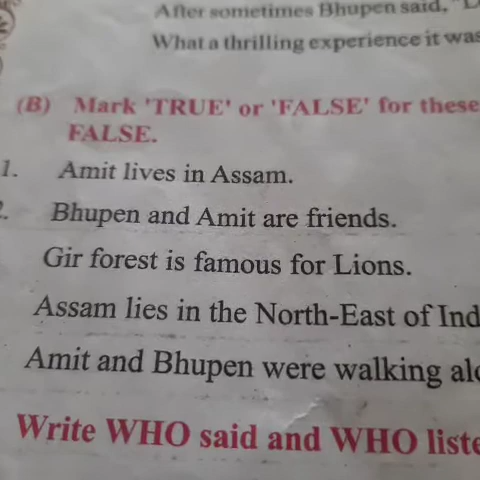 After sometimes Bhupen said,
What a thrilling experience it was
(B) Mark 'TRUE' or 'FALSE' for these
FALSE.
1. Amit lives in Assam.
Bhupen and Amit are friends.
Gir forest is famous for Lions.
Assam lies in the North-East of Ind
Amit and Bhupen were walking alo
Write WHO said and WHO liste